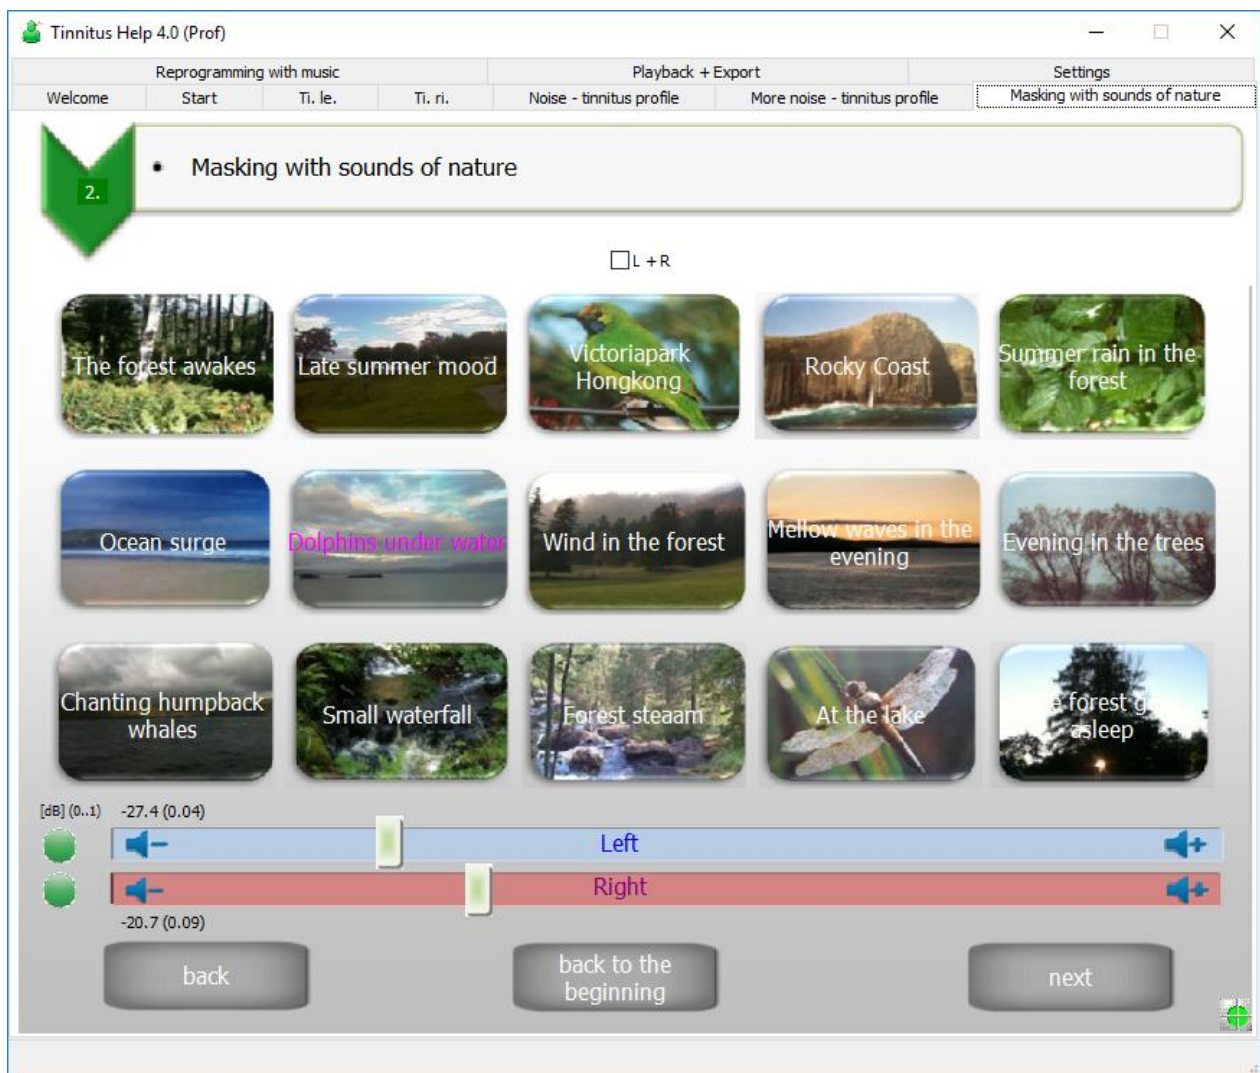 Tinnitus Help 4.0 (Prof)
Reprogramming with music Playback + Export Settings
Welcome Start Ti. le. Ti. ri. Noise - tinnitus profile More noise - tinnitus profile Masking with sounds of nature
2.
• Masking with sounds of nature
L + R
The forest awakes
Late summer mood
Victoriapark
Hongkong
Rocky Coast
Summer rain in the
forest
Ocean surge
Dolphins under water
Wind in the forest
Mellow waves in the
evening
Evening in the trees
Chanting humpback
whales
Small waterfall
Forest steaam
At the lake
forest g
asleep
[dB] (0..1) -27.4 (0.04)
Left
Right
-20.7 (0.09)
back
back to the
beginning
next